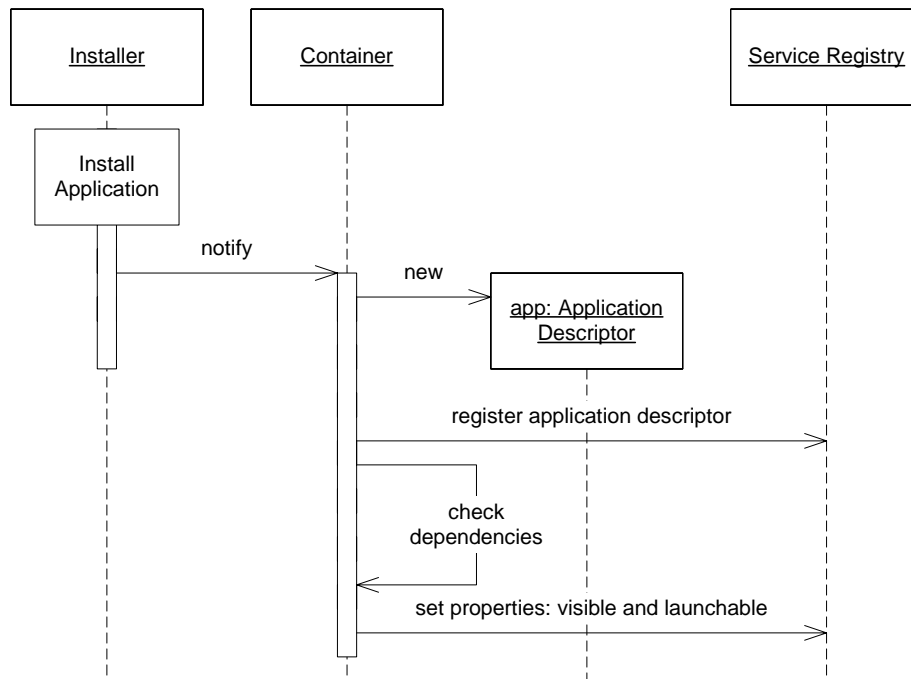 Installer
Container
Service Registry
Install
Application
notify
new
app: Application
Descriptor
register application descriptor
check
dependencies
set properties: visible and launchable